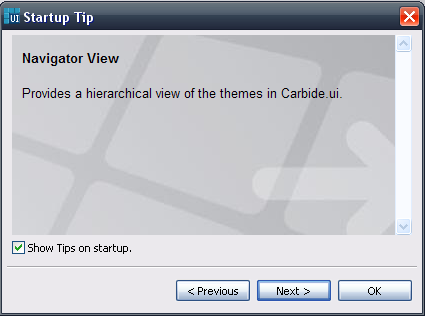 UI Startup Tip
Navigator View
Provides a hierarchical view of the themes in Carbide.ui.
Show Tips on startup.
< Previous Next > OK